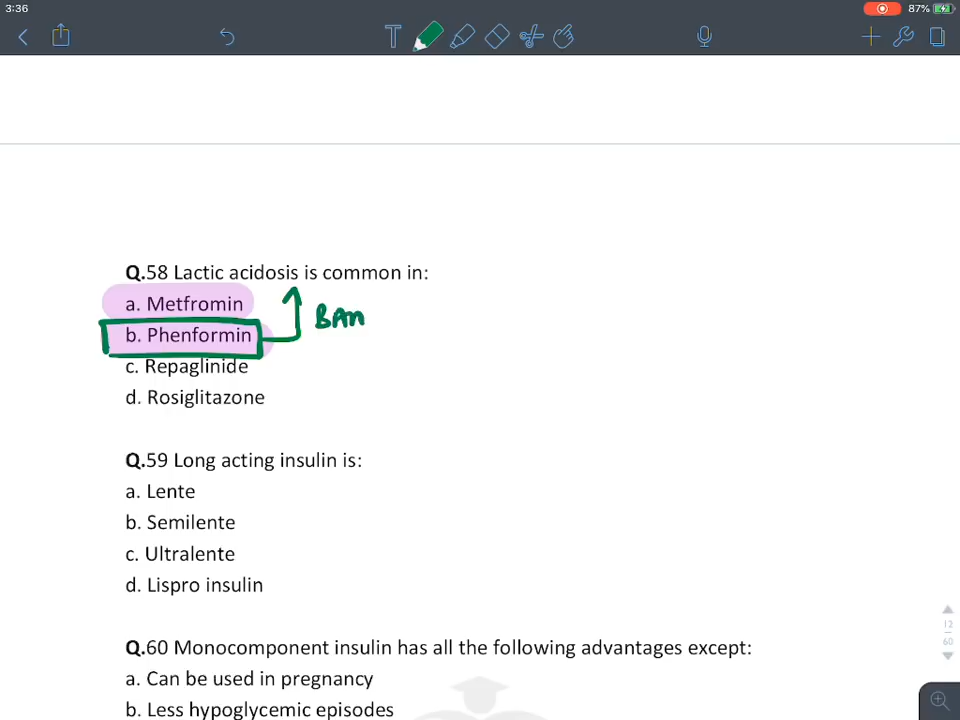 3:36
87%
T
Q.58 Lactic acidosis is common in:
a. Metfromin
BAN
b. Phenformin
c. Repaglinide
d. Rosiglitazone
Q.59 Long acting insulin is:
a. Lente
b. Semilente
c. Ultralente
d. Lispro insulin
12
60
Q.60 Monocomponent insulin has all the following advantages except:
a. Can be used in pregnancy
b. Less hypoglycemic episodes